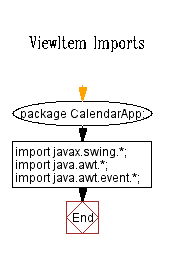 ViewItem Imports
package CalendarApp;
import javax.swing.*;
import java.awt.*;
import java.awt.event.*;
End